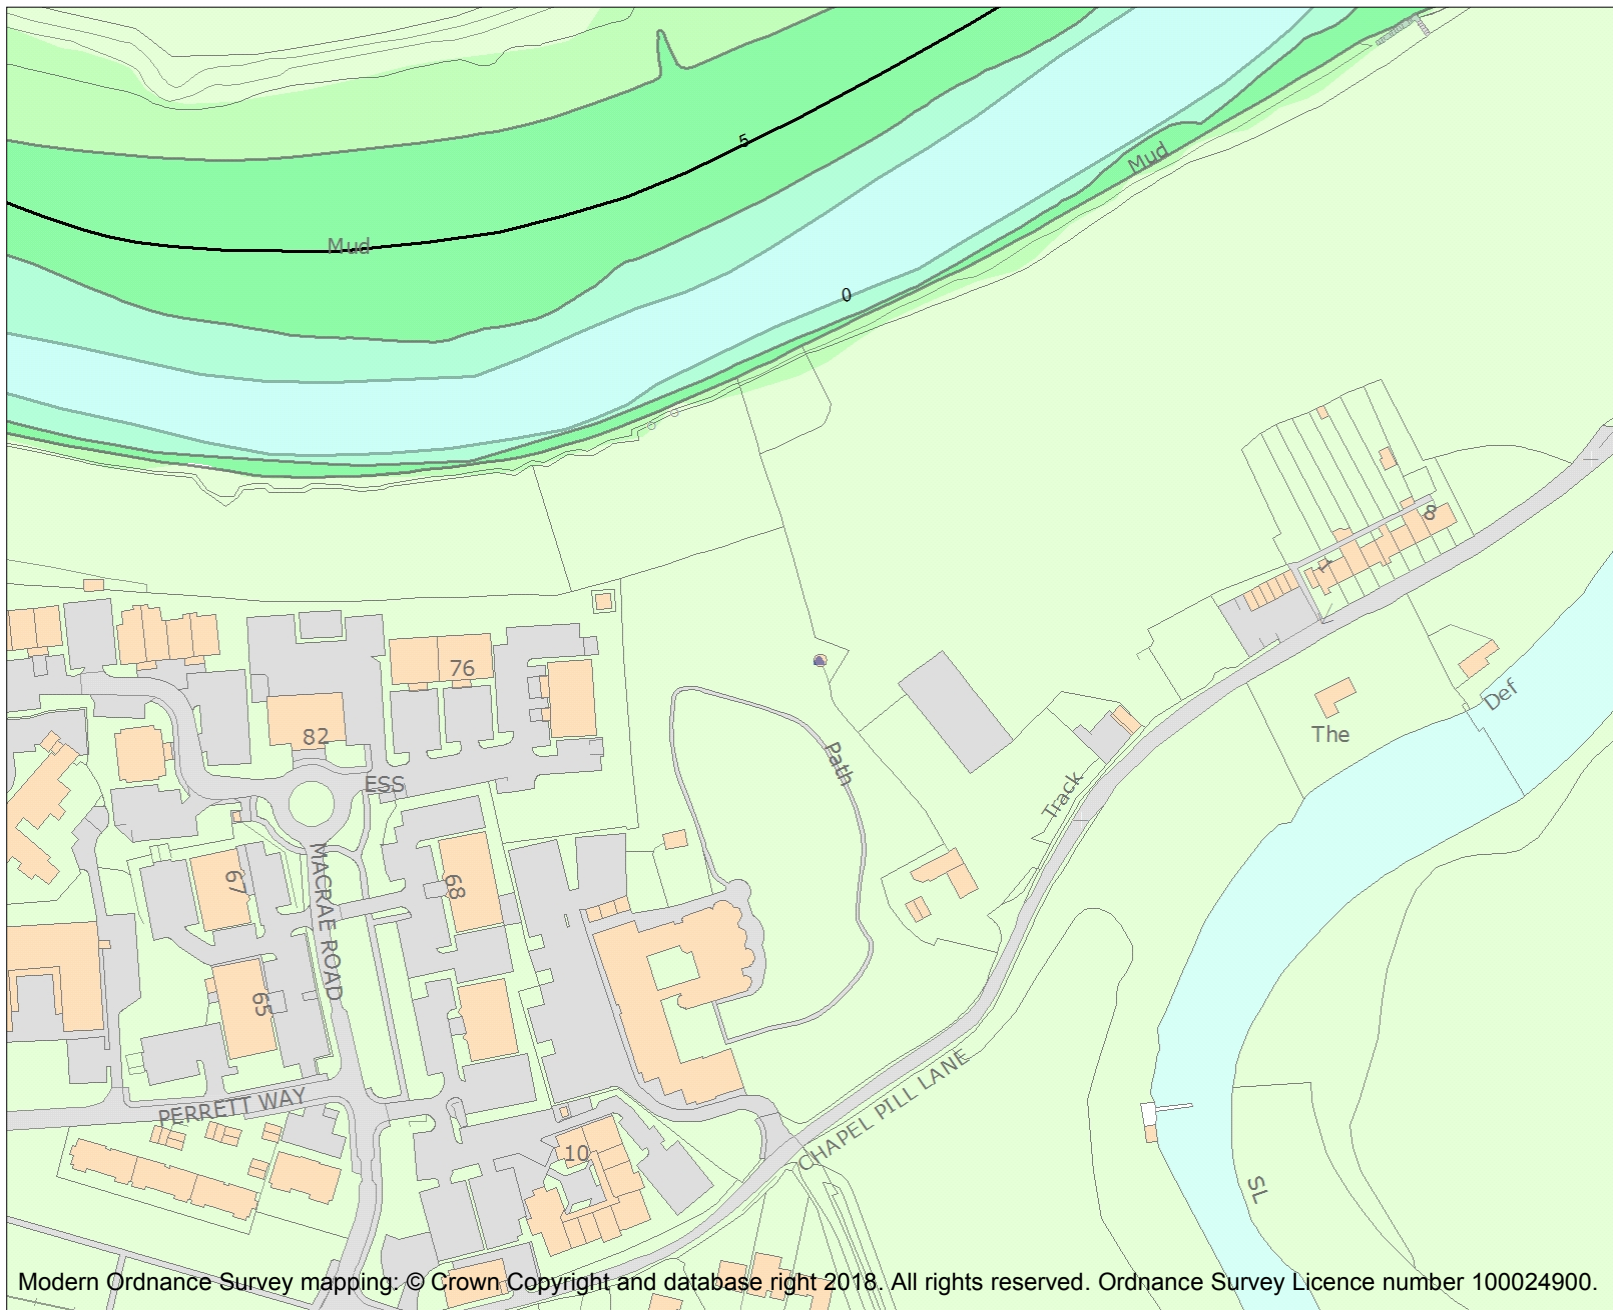 5
Mud
Mud
0
8
1
76
Def
82
The
Path
ESS
Track
MACRAE ROAD
67
68
65
CHAPEL PILL LANE
PERRETT WAY
10
SL
Modern Ordnance Survey mapping: © Crown Copyright and database right 2018. All rights reserved. Ordnance Survey Licence number 100024900.